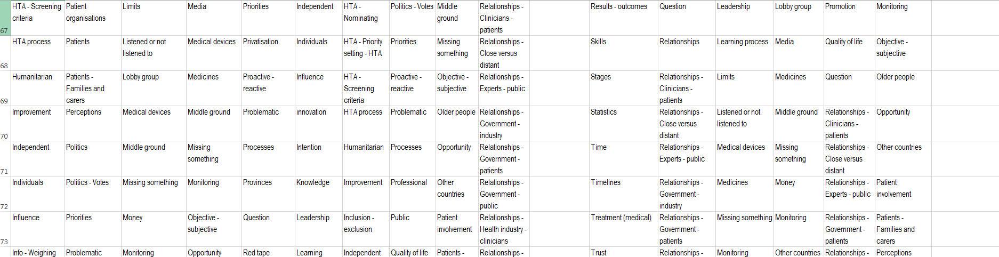 HTA - Screening criteria Patient organisations Limits Media Priorities Independent HTA - Nominating Politics - Votes Middle ground Relationships - Clinicians - patients Results - outcomes Question Leadership Lobby group Promotion Monitoring
67
HTA process Patients Listened or not listened to Medical devices Privatisation Individuals HTA - Priority setting - HTA Priorities Missing something Relationships - Close versus distant Skills Relationships Learning process Media Quality of life Objective - subjective
68
Humanitarian Patients - Families and carers Lobby group Medicines Proactive - reactive Influence HTA - Screening criteria Proactive - reactive Objective - subjective Relationships - Experts - public Stages Relationships - Clinicians - patients Limits Medicines Question Older people
69
Improvement Perceptions Medical devices Middle ground Problematic innovation HTA process Problematic Older people Relationships - Government - industry Statistics Relationships - Close versus distant Listened or not listened to Middle ground Relationships - Clinicians - patients Opportunity
70
Independent Politics Middle ground Missing something Processes Intention Humanitarian Processes Opportunity Relationships - Government - patients Time Relationships - Experts - public Medical devices Missing something Relationships - Close versus distant Other countries
71
Individuals Politics - Votes Missing something Monitoring Provinces Knowledge Improvement Professional Other countries Relationships - Government - public Timelines Relationships - Government - industry Medicines Money Relationships - Experts - public Patient involvement
72
Influence Priorities Money Objective - subjective Question Leadership Inclusion - exclusion Public Patient involvement Relationships - Health industry - clinicians Treatment (medical) Relationships - Government - patients Missing something Monitoring Relationships - Government - patients Patients - Families and carers
73
Info - Weighing Problematic Monitoring Opportunity Red tape Learning Independent Quality of life Patients - Relationships - Trust Relationships - Monitoring Other countries Relationships - Perceptions